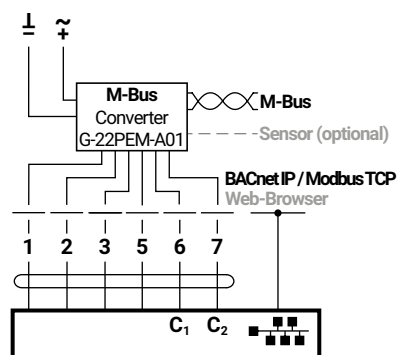 ⊥ ~
− +
M-Bus
Converter
G-22PEM-A01
M-Bus
Sensor (optional)
BACnet IP / Modbus TCP
Web-Browser
1 2 3 5 6 7
C₁ C₂